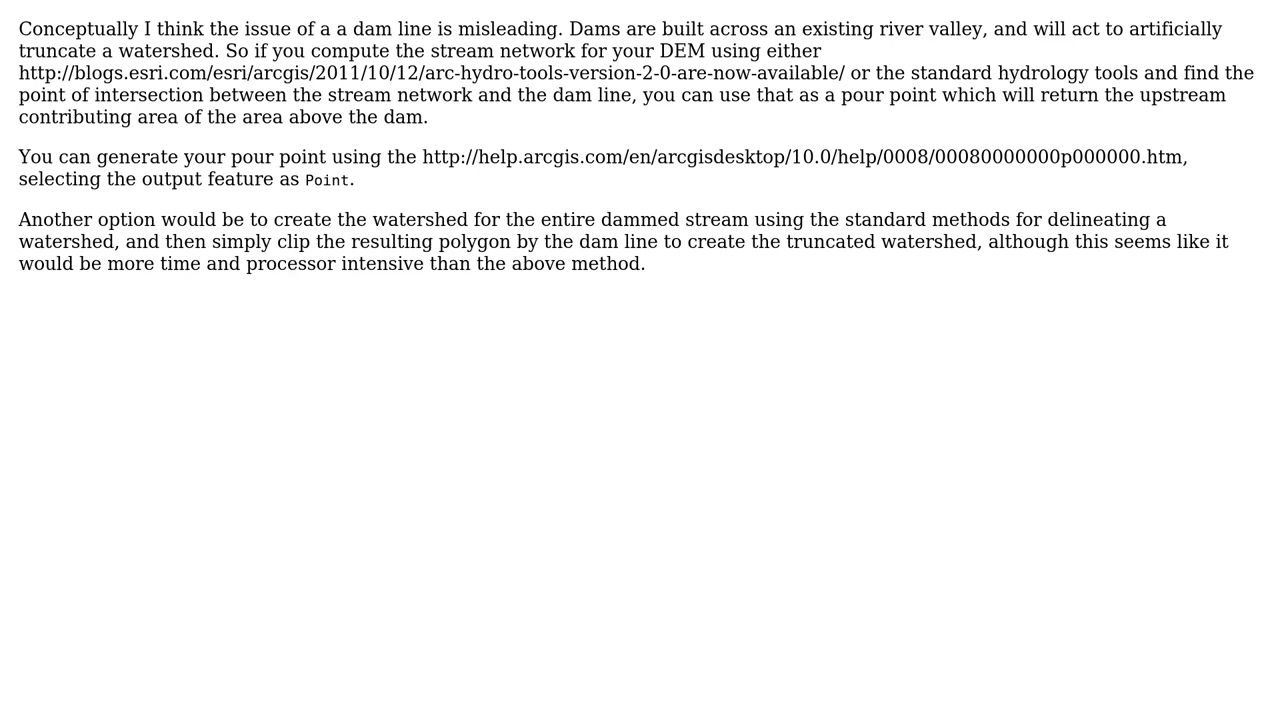 Conceptually I think the issue of a a dam line is misleading. Dams are built across an existing river valley, and will act to artificially
truncate a watershed. So if you compute the stream network for your DEM using either
http://blogs.esri.com/esri/arcgis/2011/10/12/arc-hydro-tools-version-2-0-are-now-available/ or the standard hydrology tools and find the
point of intersection between the stream network and the dam line, you can use that as a pour point which will return the upstream
contributing area of the area above the dam.
You can generate your pour point using the http://help.arcgis.com/en/arcgisdesktop/10.0/help/0008/00080000000p000000.htm,
selecting the output feature as Point.
Another option would be to create the watershed for the entire dammed stream using the standard methods for delineating a
watershed, and then simply clip the resulting polygon by the dam line to create the truncated watershed, although this seems like it
would be more time and processor intensive than the above method.